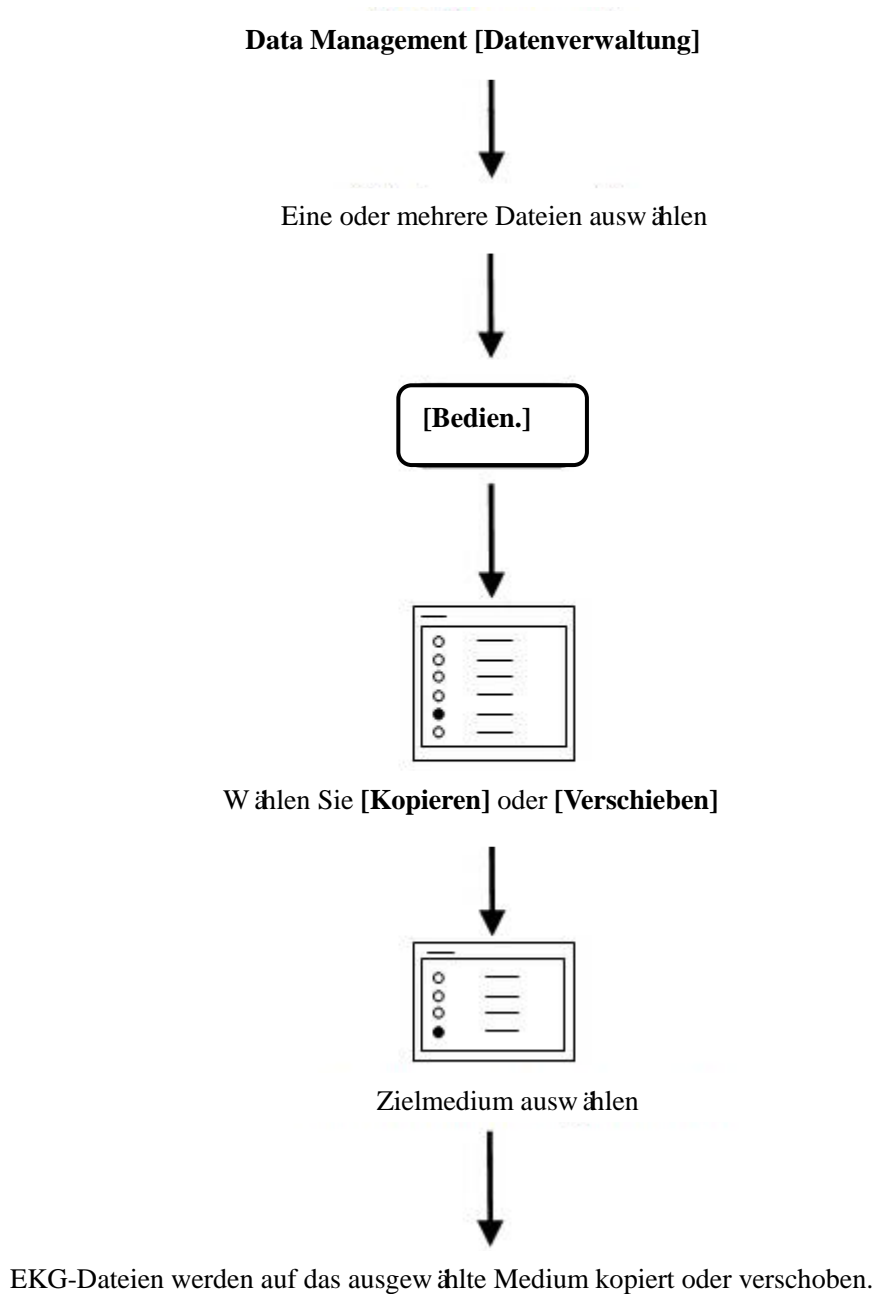 Data Management [Datenverwaltung]
Eine oder mehrere Dateien auswählen
[Bedien.]
Wählen Sie [Kopieren] oder [Verschieben]
Zielmedium auswählen
EKG-Dateien werden auf das ausgewählte Medium kopiert oder verschoben.